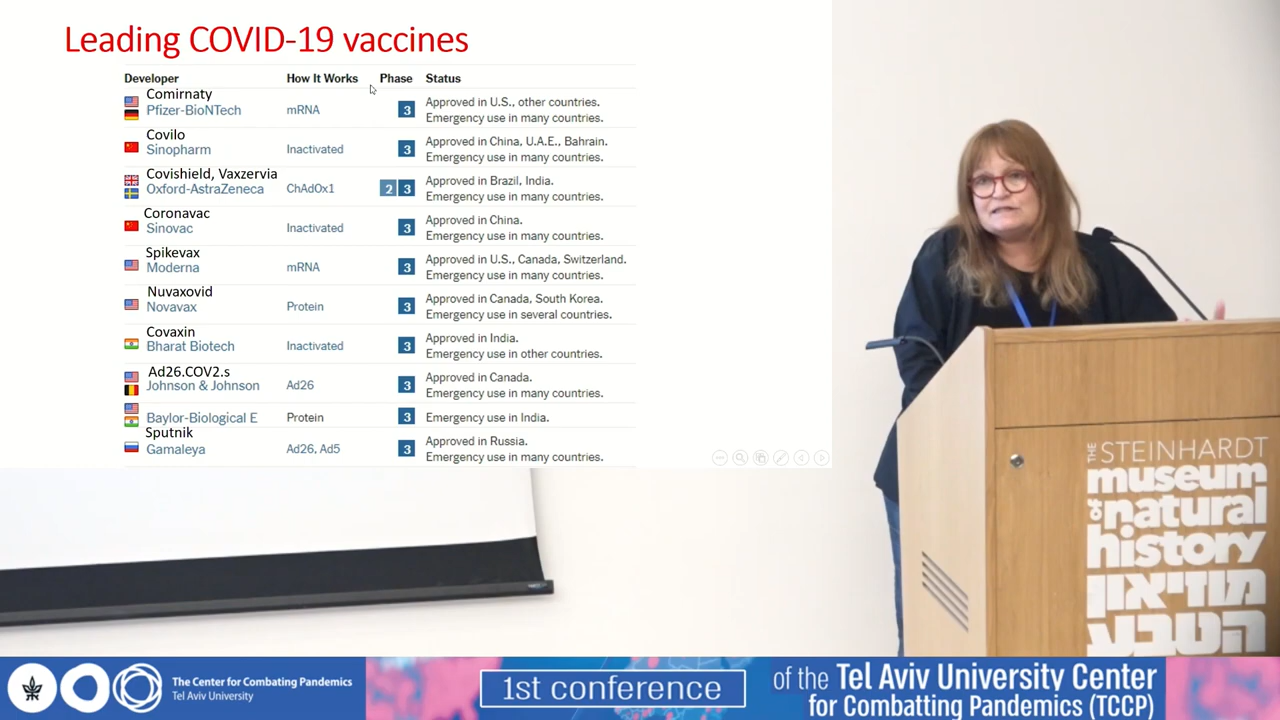 Leading COVID-19 vaccines
Developer How It Works Phase Status
Comirnaty
Pfizer-BioNTech mRNA 3 Approved in U.S., other countries.
Emergency use in many countries.
Covilo
Sinopharm Inactivated 3 Approved in China, U.A.E., Bahrain.
Emergency use in many countries.
Covishield, Vaxzervia
Oxford-AstraZeneca ChAdOx1 2 3 Approved in Brazil, India.
Emergency use in many countries.
Coronavac
Sinovac Inactivated 3 Approved in China.
Emergency use in many countries.
Spikevax
Moderna mRNA 3 Approved in U.S., Canada, Switzerland.
Emergency use in many countries.
Nuvaxovid
Novavax Protein 3 Approved in Canada, South Korea.
Emergency use in several countries.
Covaxin
Bharat Biotech Inactivated 3 Approved in India.
Emergency use in other countries.
Ad26.COV2.s
Johnson & Johnson Ad26 3 Approved in Canada.
Emergency use in many countries.
Baylor-Biological E Protein 3 Emergency use in India.
Sputnik
Gamaleya Ad26, Ad5 3 Approved in Russia.
Emergency use in many countries.
THE STEINHARDT
museum
of natural
history
מוזיאון
הטבע
The Center for Combating Pandemics
Tel Aviv University
1st conference
of the Tel Aviv University Center
for Combatting Pandemics (TCCP)